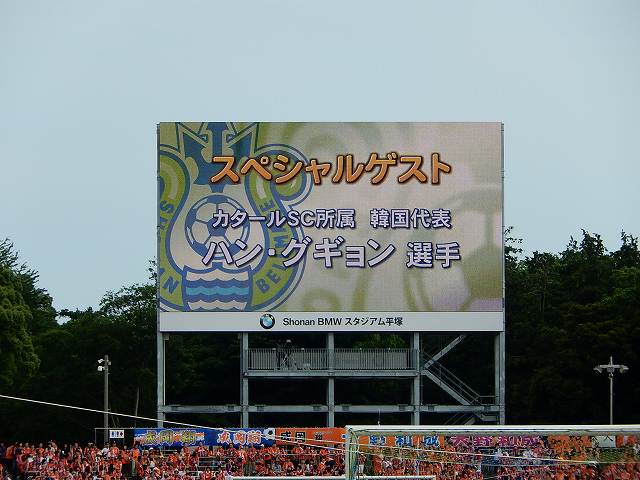 スペシャルゲスト
カタールSC所属 韓国代表
ハン・グギョン 選手
Shonan BMW スタジアム平塚